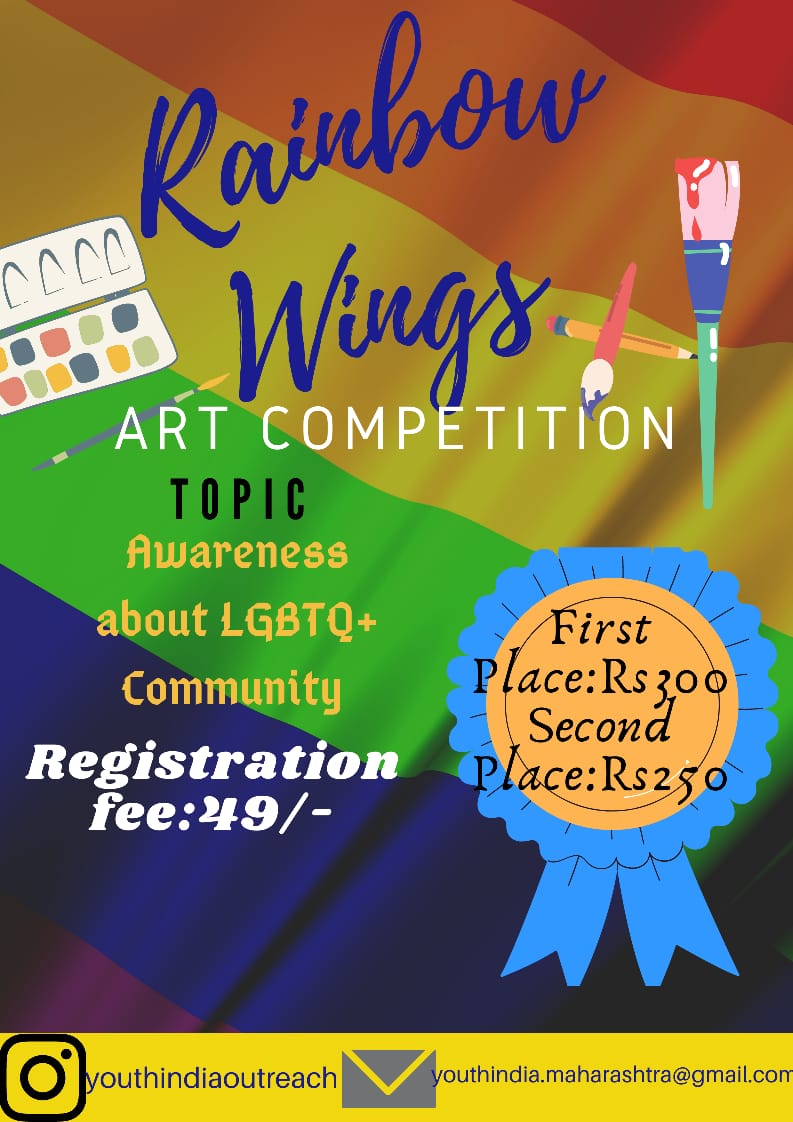 Rainbow
Wings
ART COMPETITION
TOPIC
Awareness
about LGBTQ+
Community
Registration
fee:49/-
First
Place:Rs300
Second
Place:Rs250
youthindiaoutreach
youthindia.maharashtra@gmail.com